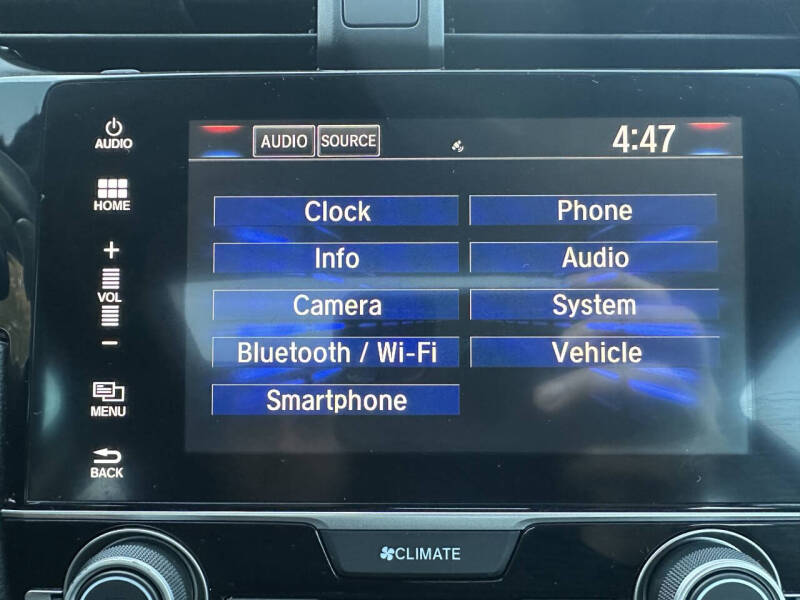 AUDIO
HOME
+
VOL
−
MENU
BACK
AUDIO SOURCE 4:47
Clock Phone
Info Audio
Camera System
Bluetooth / Wi-Fi Vehicle
Smartphone
CLIMATE